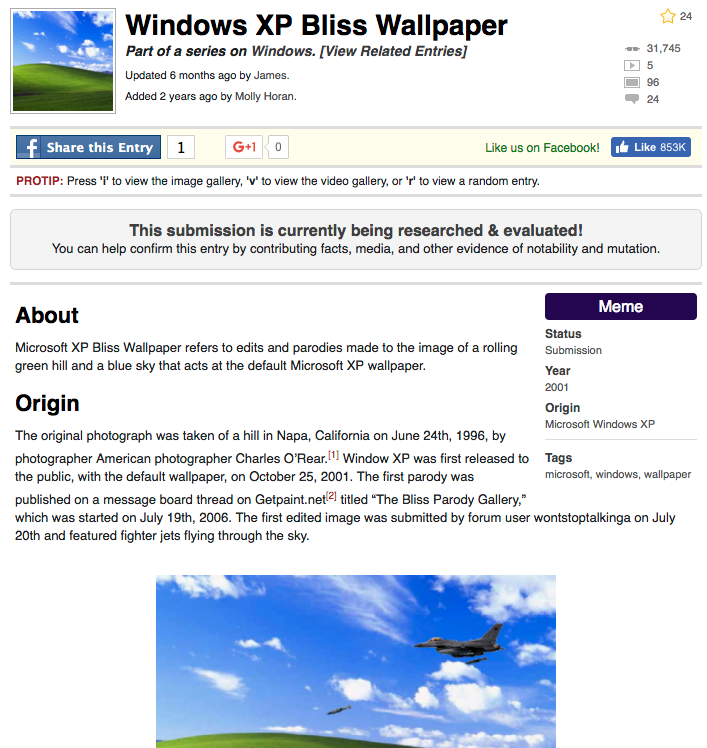 Windows XP Bliss Wallpaper
24
Part of a series on Windows. [View Related Entries]
31,745
Updated 6 months ago by James.
5
96
Added 2 years ago by Molly Horan.
24
f Share this Entry 1 G+1 0 Like us on Facebook! Like 853K
PROTIP: Press 'i' to view the image gallery, 'v' to view the video gallery, or 'r' to view a random entry.
This submission is currently being researched & evaluated!
You can help confirm this entry by contributing facts, media, and other evidence of notability and mutation.
About
Microsoft XP Bliss Wallpaper refers to edits and parodies made to the image of a rolling
green hill and a blue sky that acts at the default Microsoft XP wallpaper.
Origin
The original photograph was taken of a hill in Napa, California on June 24th, 1996, by
photographer American photographer Charles O'Rear.[1] Window XP was first released to
the public, with the default wallpaper, on October 25, 2001. The first parody was
published on a message board thread on Getpaint.net[2] titled “The Bliss Parody Gallery,”
which was started on July 19th, 2006. The first edited image was submitted by forum user wontstoptalkinga on July
20th and featured fighter jets flying through the sky.
Meme
Status
Submission
Year
2001
Origin
Microsoft Windows XP
Tags
microsoft, windows, wallpaper